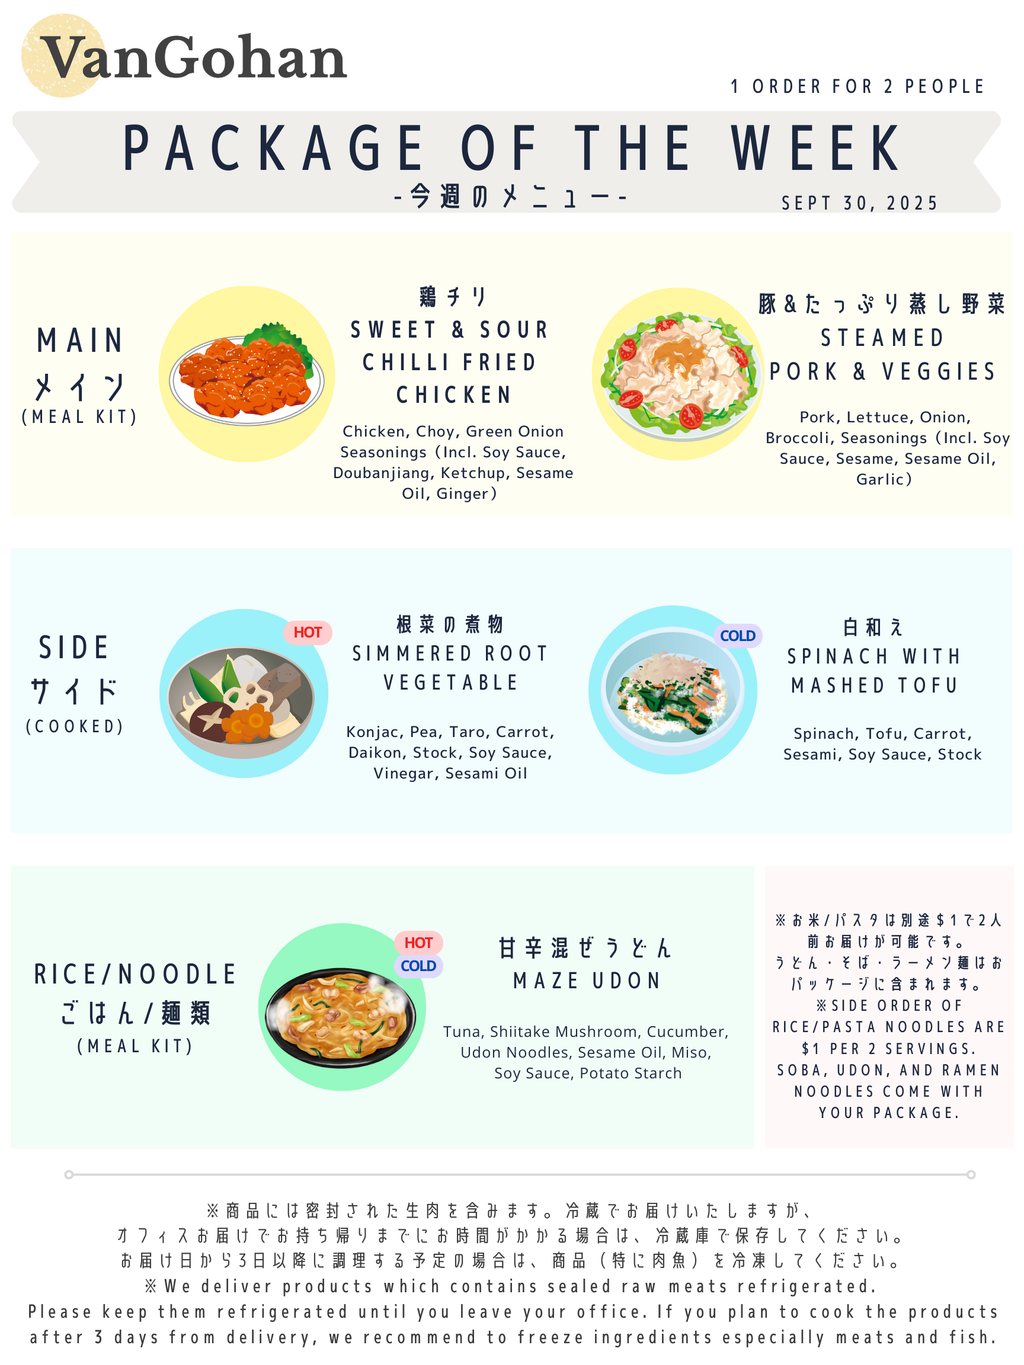 VanGohan
1 ORDER FOR 2 PEOPLE
PACKAGE OF THE WEEK
-今週のメニュー-
SEPT 30, 2025
MAIN
メイン
(MEAL KIT)
鶏チリ
SWEET & SOUR
CHILLI FRIED
CHICKEN
Chicken, Choy, Green Onion
Seasonings (Incl. Soy Sauce,
Doubanjiang, Ketchup, Sesame
Oil, Ginger)
豚&たっぷり蒸し野菜
STEAMED
PORK & VEGGIES
Pork, Lettuce, Onion,
Broccoli, Seasonings (Incl. Soy
Sauce, Sesame, Sesame Oil,
Garlic)
SIDE
サイド
(COOKED)
HOT
根菜の煮物
SIMMERED ROOT
VEGETABLE
Konjac, Pea, Taro, Carrot,
Daikon, Stock, Soy Sauce,
Vinegar, Sesami Oil
COLD
白和え
SPINACH WITH
MASHED TOFU
Spinach, Tofu, Carrot,
Sesami, Soy Sauce, Stock
RICE/NOODLE
ごはん/麺類
(MEAL KIT)
HOT
COLD
甘辛混ぜうどん
MAZE UDON
Tuna, Shiitake Mushroom, Cucumber,
Udon Noodles, Sesame Oil, Miso,
Soy Sauce, Potato Starch
※お米/パスタは別途$1で2人
前お届けが可能です。
うどん・そば・ラーメン麺はお
パッケージに含まれます。
※SIDE ORDER OF
RICE/PASTA NOODLES ARE
$1 PER 2 SERVINGS.
SOBA, UDON, AND RAMEN
NOODLES COME WITH
YOUR PACKAGE.
※商品には密封された生肉を含みます。冷蔵でお届けいたしますが、
オフィスお届けでお持ち帰りまでにお時間がかかる場合は、冷蔵庫で保存してください。
お届け日から3日以降に調理する予定の場合は、商品（特に肉魚）を冷凍してください。
※We deliver products which contains sealed raw meats refrigerated.
Please keep them refrigerated until you leave your office. If you plan to cook the products
after 3 days from delivery, we recommend to freeze ingredients especially meats and fish.